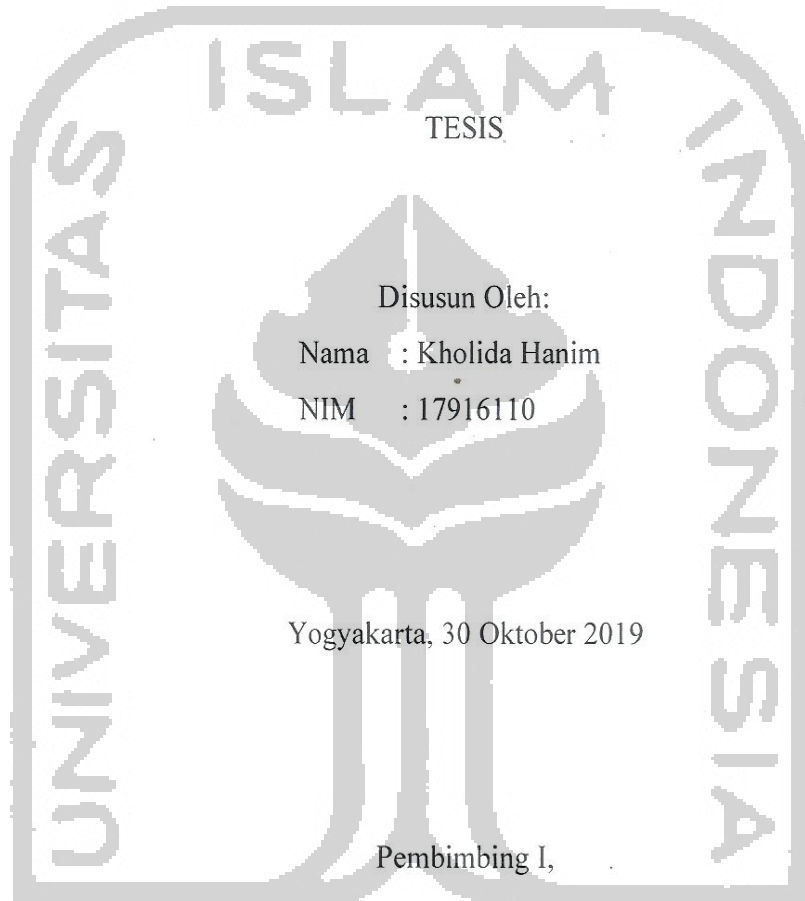 UNIVERSITAS ISLAM INDONESIA
TESIS
Disusun Oleh:
Nama : Kholida Hanim
NIM : 17916110
Yogyakarta, 30 Oktober 2019
Pembimbing I,